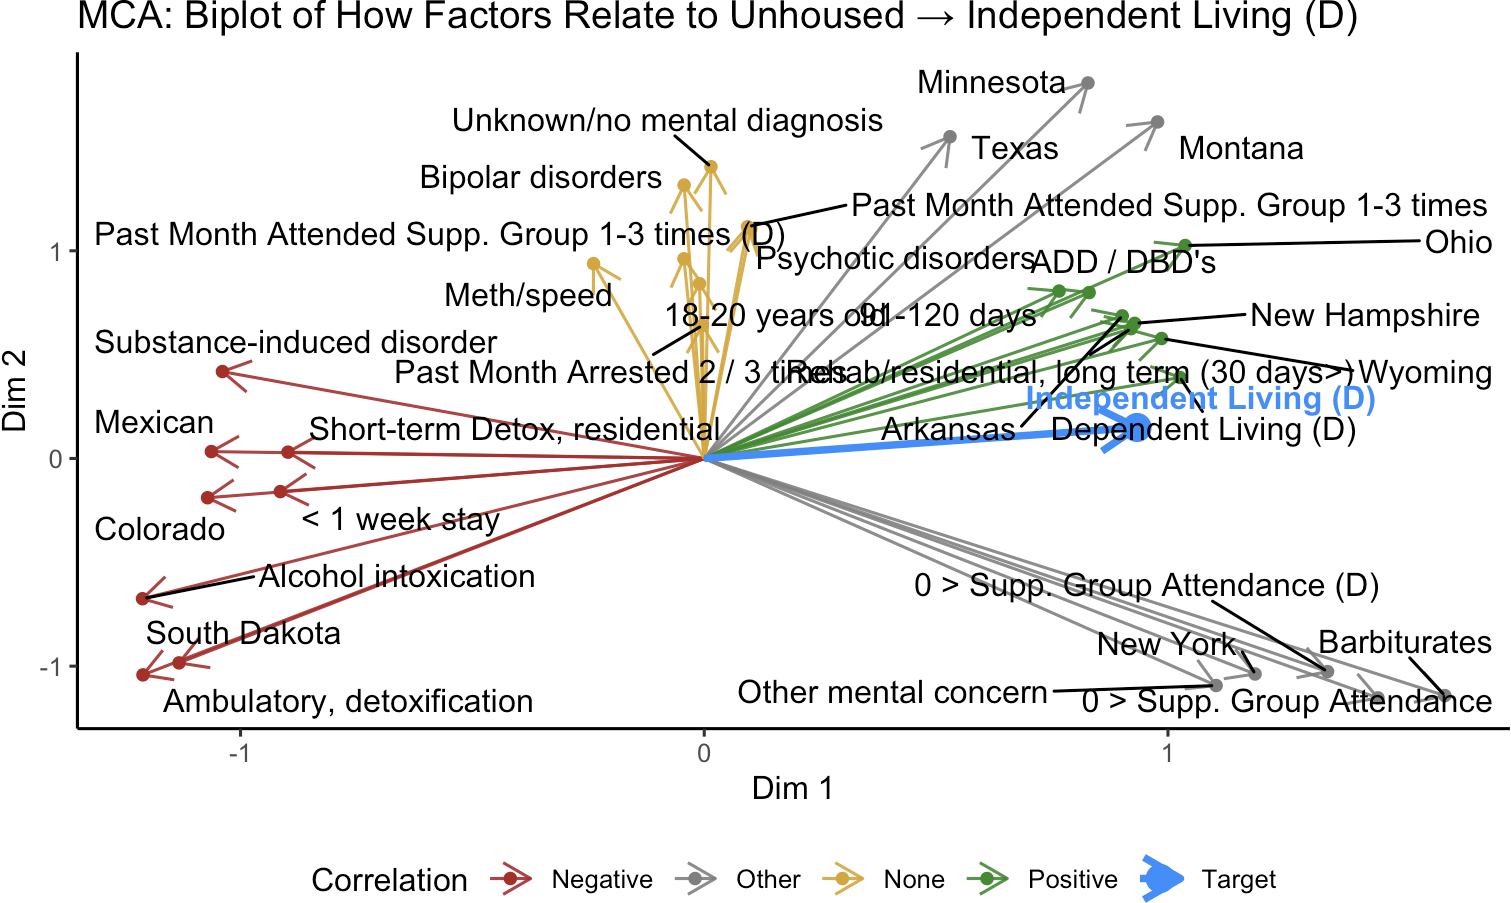 MCA: Biplot of How Factors Relate to Unhoused → Independent Living (D)
Minnesota
Unknown/no mental diagnosis
Texas
Montana
Bipolar disorders
Past Month Attended Supp. Group 1-3 times
Past Month Attended Supp. Group 1-3 times (D)
Ohio
Psychotic disorders
ADD / DBD's
Meth/speed
18-20 years old
91-120 days
New Hampshire
Substance-induced disorder
Past Month Arrested 2 / 3 times
Rehab/residential, long term (30 days>)
Wyoming
Independent Living (D)
Mexican
Short-term Detox, residential
Arkansas
Dependent Living (D)
< 1 week stay
Colorado
Alcohol intoxication
0 > Supp. Group Attendance (D)
South Dakota
New York
Barbiturates
Other mental concern
0 > Supp. Group Attendance
Ambulatory, detoxification
1
0
-1
Dim 2
-1
0
1
Dim 1
Correlation
Negative
Other
None
Positive
Target